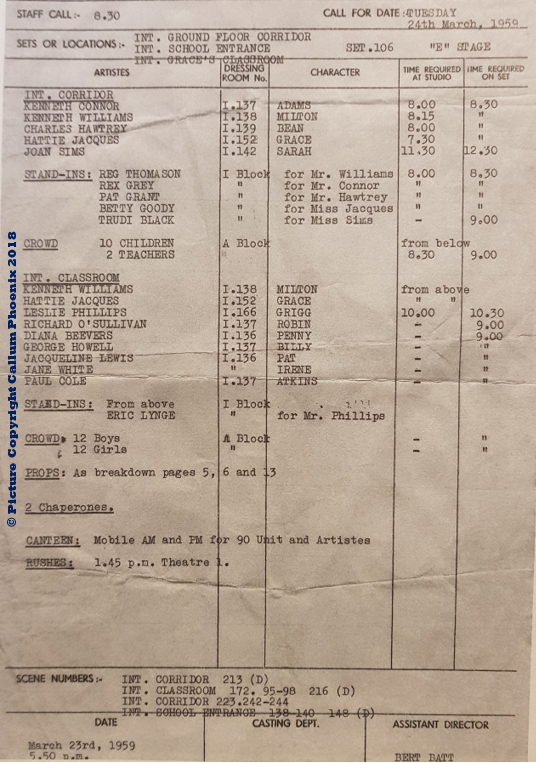 STAFF CALL :- 8.30 CALL FOR DATE :- TUESDAY
24th March, 1959
SETS OR LOCATIONS :- INT. GROUND FLOOR CORRIDOR
INT. SCHOOL ENTRANCE SET.106 "E" STAGE
INT. GRACE'S CLASSROOM
ARTISTES DRESSING ROOM No. CHARACTER TIME REQUIRED AT STUDIO TIME REQUIRED ON SET
INT. CORRIDOR
KENNETH CONNOR I.137 ADAMS 8.00 8.30
KENNETH WILLIAMS I.138 MILTON 8.15 "
CHARLES HAWTREY I.139 BEAN 8.00 "
HATTIE JACQUES I.152 GRACE 7.30 "
JOAN SIMS I.142 SARAH 11.30 12.30
STAND-INS: REG THOMASON I Block for Mr. Williams 8.00 8.30
REX GREY " for Mr. Connor " "
PAT GRANT " for Mr. Hawtrey " "
BETTY GOODY " for Miss Jacques " "
TRUDI BLACK " for Miss Sims - 9.00
CROWD 10 CHILDREN A Block from below
2 TEACHERS " 8.30 9.00
INT. CLASSROOM
KENNETH WILLIAMS I.138 MILTON from above
HATTIE JACQUES I.152 GRACE " "
LESLIE PHILLIPS I.166 GRIGG 10.00 10.30
RICHARD O'SULLIVAN I.137 ROBIN - 9.00
DIANA BEEVERS I.136 PENNY - 9.00
GEORGE HOWELL I.137 BILLY - "
JACQUELINE LEWIS I.136 PAT - "
JANE WHITE " IRENE - "
PAUL COLE I.137 ATKINS - "
STAND-INS: From above I Block
ERIC LYNGE " for Mr. Phillips
CROWD 12 Boys A Block - "
12 Girls " - "
PROPS: As breakdown pages 5, 6 and 13
2 Chaperones.
CANTEEN: Mobile AM and PM for 90 Unit and Artistes
RUSHES: 1.45 p.m. Theatre 1.
SCENE NUMBERS :- INT. CORRIDOR 213 (D)
INT. CLASSROOM 172. 95-98 216 (D)
INT. CORRIDOR 223.242-244
INT. SCHOOL ENTRANCE 138-140 148 (D)
DATE CASTING DEPT. ASSISTANT DIRECTOR
March 23rd, 1959
5.50 p.m. BERT BATT
© Picture Copyright Callum Phoenix 2018